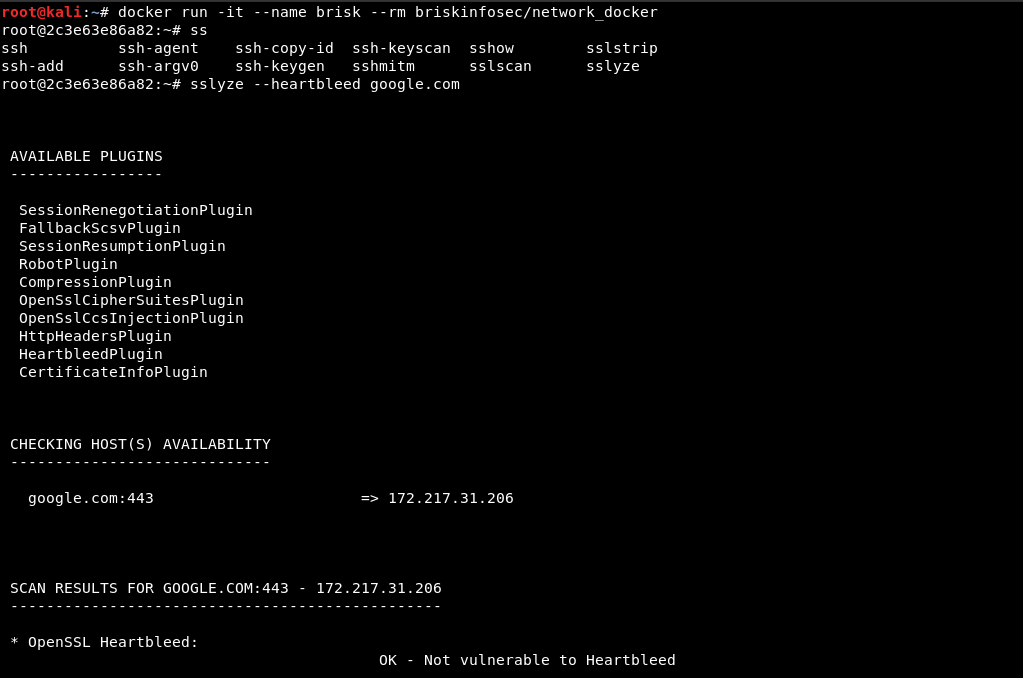 root@kali:~# docker run -it --name brisk --rm briskinfosec/network_docker
root@2c3e63e86a82:~# ss
ssh          ssh-agent    ssh-copy-id  ssh-keyscan  sshow        sslstrip
ssh-add      ssh-argv0    ssh-keygen   sshmitm      sslscan      sslyze
root@2c3e63e86a82:~# sslyze --heartbleed google.com
AVAILABLE PLUGINS
-----------------
SessionRenegotiationPlugin
FallbackScsvPlugin
SessionResumptionPlugin
RobotPlugin
CompressionPlugin
OpenSslCipherSuitesPlugin
OpenSslCcsInjectionPlugin
HttpHeadersPlugin
HeartbleedPlugin
CertificateInfoPlugin
CHECKING HOST(S) AVAILABILITY
-----------------------------
google.com:443                       => 172.217.31.206
SCAN RESULTS FOR GOOGLE.COM:443 - 172.217.31.206
------------------------------------------------
* OpenSSL Heartbleed:
OK - Not vulnerable to Heartbleed